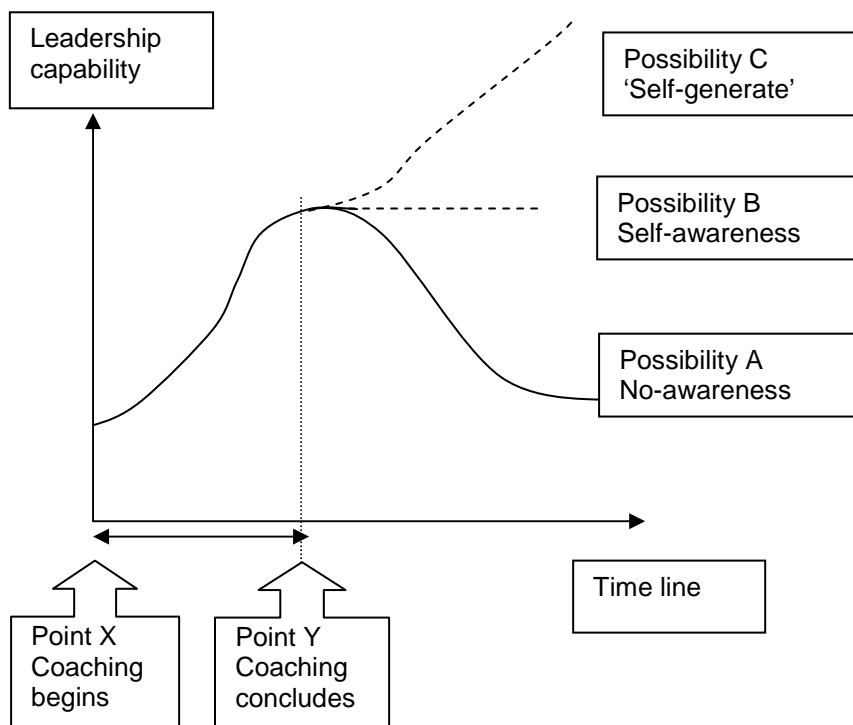 Leadership
capability
Possibility C
‘Self-generate’
Possibility B
Self-awareness
Possibility A
No-awareness
Time line
Point X
Coaching
begins
Point Y
Coaching
concludes